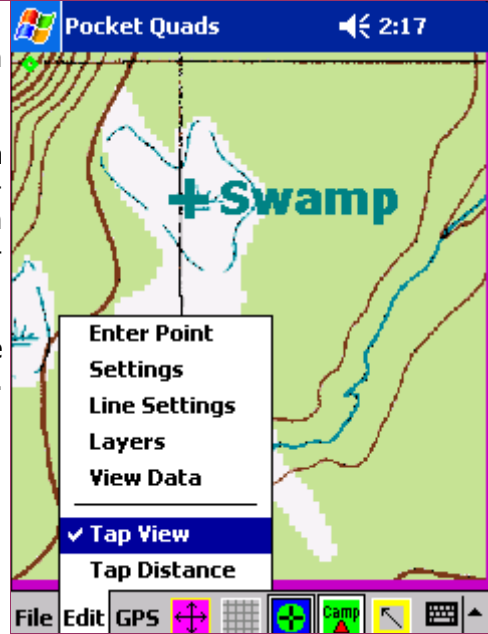 Pocket Quads 2:17
Swamp
Enter Point
Settings
Line Settings
Layers
View Data
Tap View
Tap Distance
File Edit GPS Camp